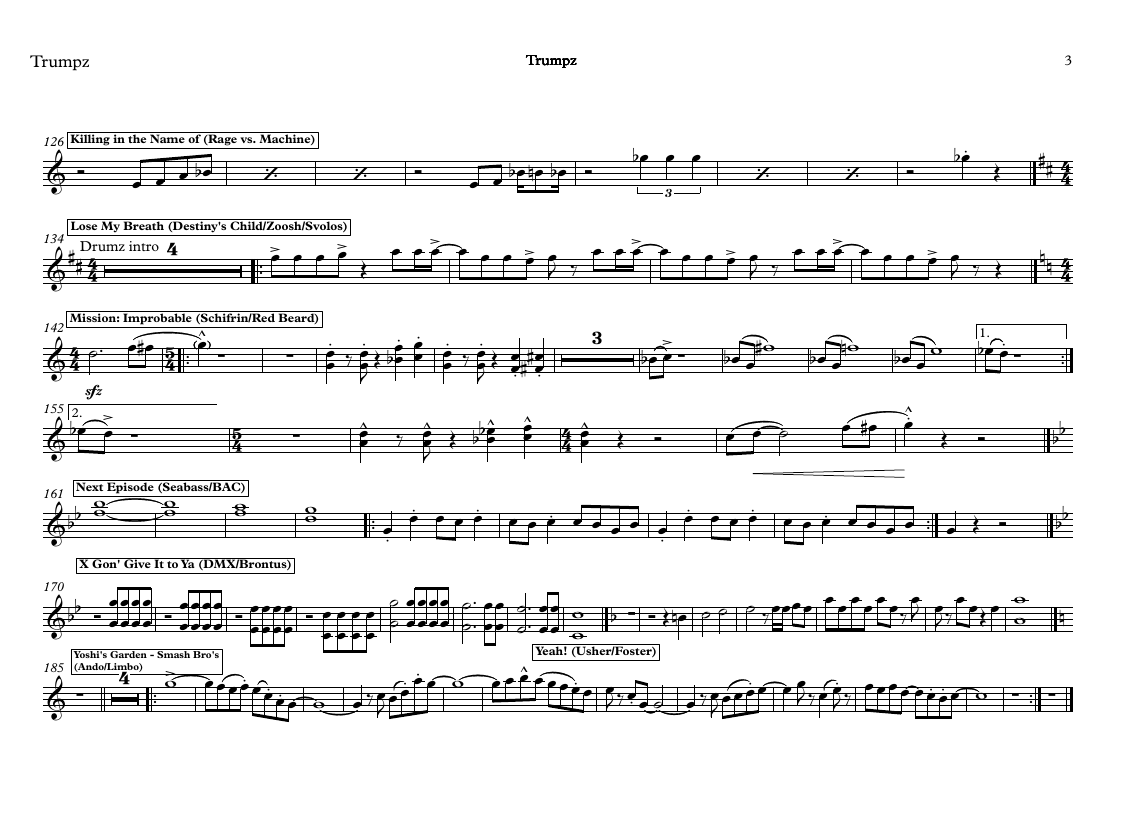 Trumpz Trumpz 3
126 Killing in the Name of (Rage vs. Machine)
3
134 Lose My Breath (Destiny's Child/Zoosh/Svolos)
Drumz intro 4
142 Mission: Improbable (Schifrin/Red Beard)
3 1.
sfz
155 2.
161 Next Episode (Seabass/BAC)
X Gon' Give It to Ya (DMX/Brontus)
170
185 Yoshi's Garden - Smash Bro's
(Ando/Limbo)
Yeah! (Usher/Foster)
4